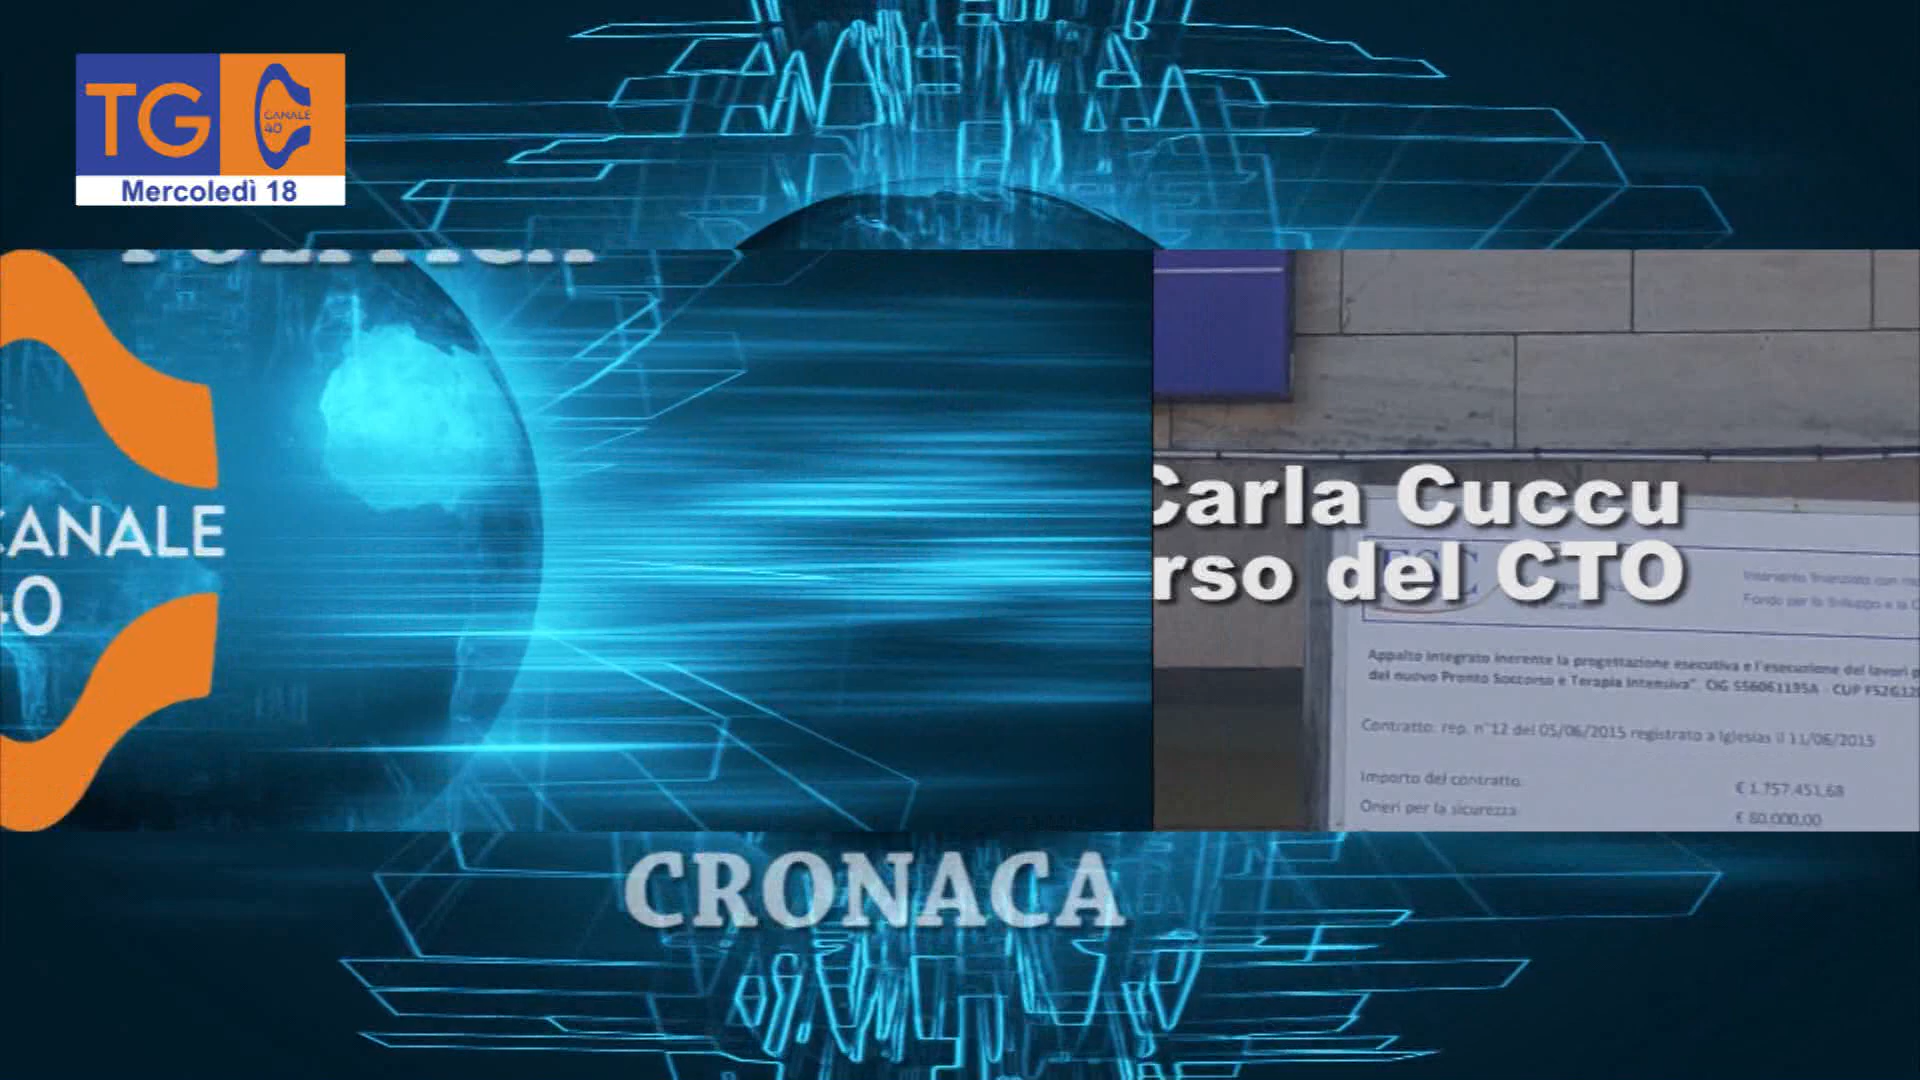 TG
CANALE
40
Mercoledì 18
CANALE
40
Carla Cuccu
rso del CTO
Appalto integrato inerente la progettazione esecutiva e l'esecuzione dei lavori
del nuovo Pronto Soccorso e Terapia Intensiva". CIG 556061195A - CUP
Contratto: rep. n°12 del 05/06/2015 registrato a Iglesias il 11/06/2015
Importo del contratto: € 1.757.451,68
Oneri per la sicurezza € 80.000,00
CRONACA